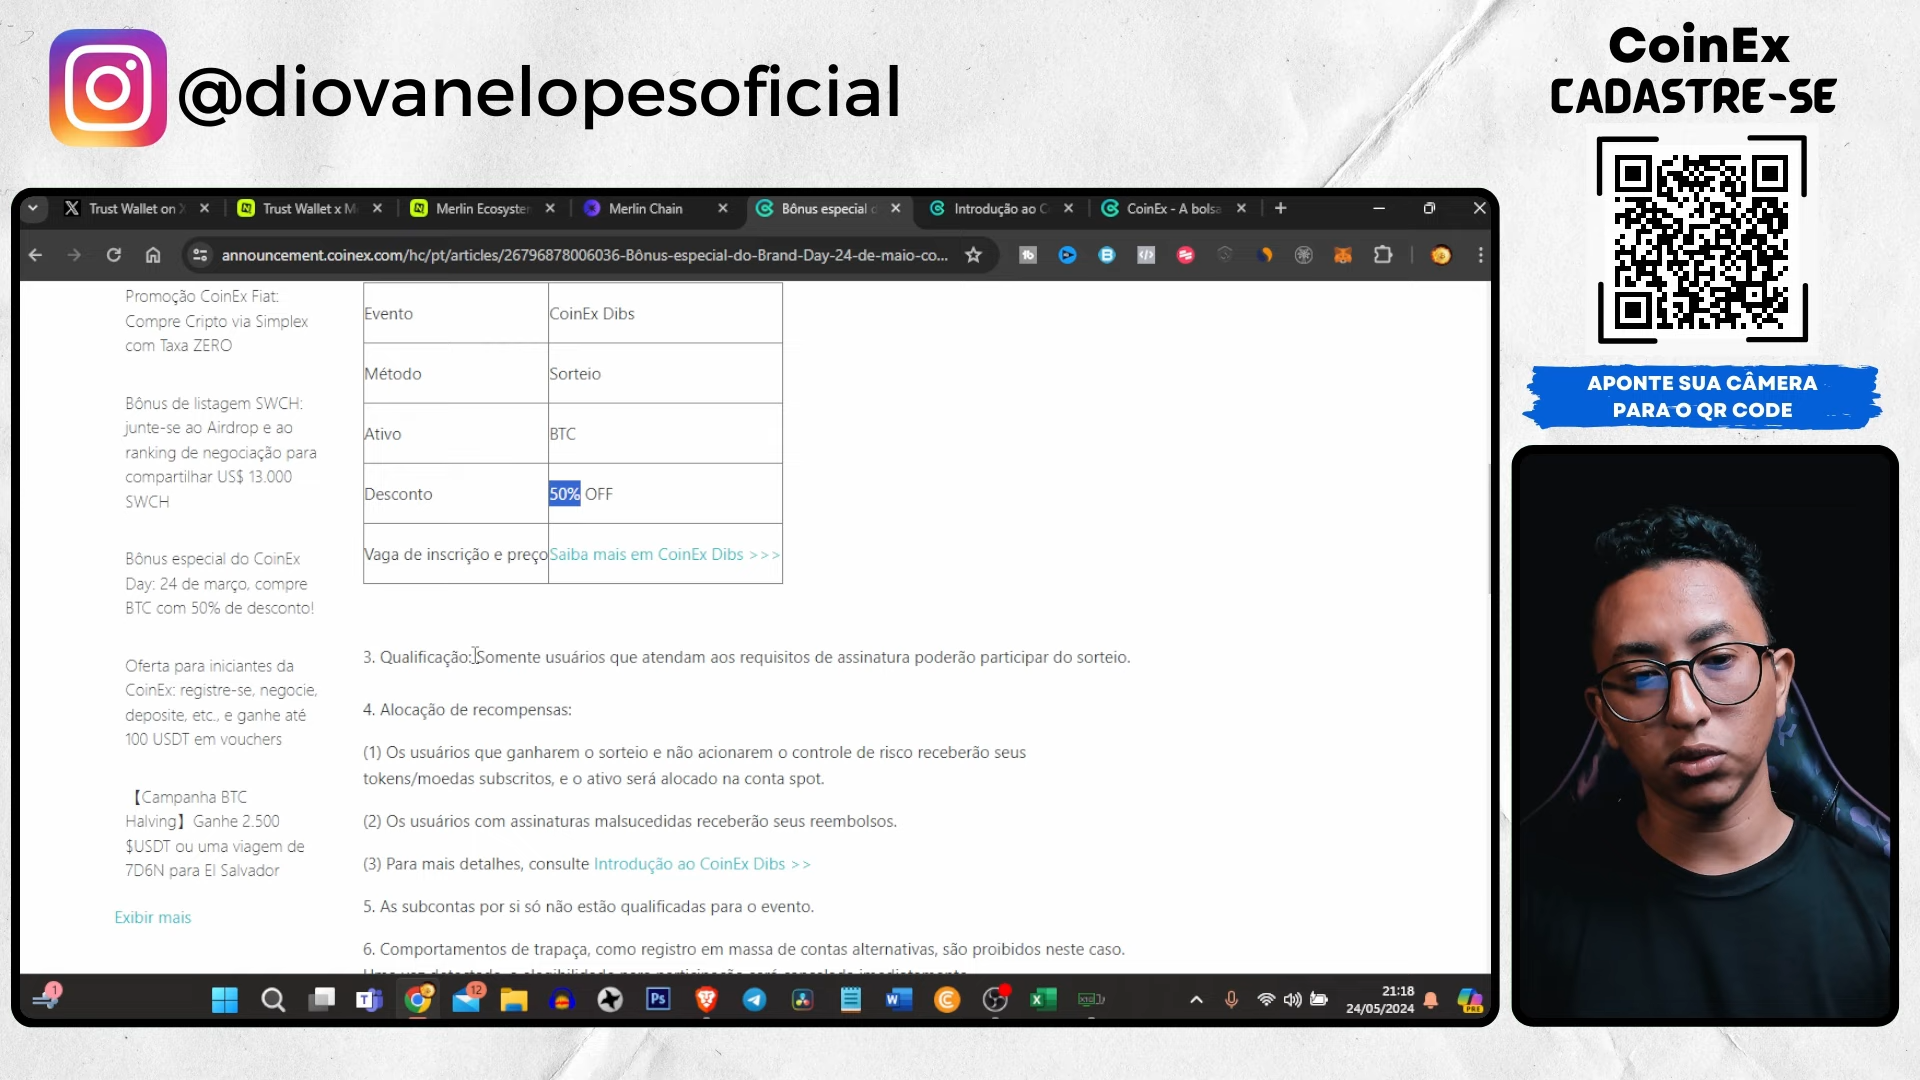 @diovanelopesoficial
CoinEx
CADASTRE-SE
APONTE SUA CÂMERA
PARA O QR CODE
Trust Wallet on X
Trust Wallet x M
Merlin Ecosyster
Merlin Chain
Bônus especial d
Introdução ao C
CoinEx - A bolsa
announcement.coinex.com/hc/pt/articles/26796878006036-Bônus-especial-do-Brand-Day-24-de-maio-co...
Promoção CoinEx Fiat:
Compre Cripto via Simplex
com Taxa ZERO
Bônus de listagem SWCH:
junte-se ao Airdrop e ao
ranking de negociação para
compartilhar US$ 13.000
SWCH
Bônus especial do CoinEx
Day: 24 de março, compre
BTC com 50% de desconto!
Oferta para iniciantes da
CoinEx: registre-se, negocie,
deposite, etc., e ganhe até
100 USDT em vouchers
【Campanha BTC
Halving】Ganhe 2.500
$USDT ou uma viagem de
7D6N para El Salvador
Exibir mais
Evento CoinEx Dibs
Método Sorteio
Ativo BTC
Desconto 50% OFF
Vaga de inscrição e preço Saiba mais em CoinEx Dibs >>>
3. Qualificação: Somente usuários que atendam aos requisitos de assinatura poderão participar do sorteio.
4. Alocação de recompensas:
(1) Os usuários que ganharem o sorteio e não acionarem o controle de risco receberão seus
tokens/moedas subscritos, e o ativo será alocado na conta spot.
(2) Os usuários com assinaturas malsucedidas receberão seus reembolsos.
(3) Para mais detalhes, consulte Introdução ao CoinEx Dibs >>
5. As subcontas por si só não estão qualificadas para o evento.
6. Comportamentos de trapaça, como registro em massa de contas alternativas, são proibidos neste caso.
1
12
21:18
24/05/2024